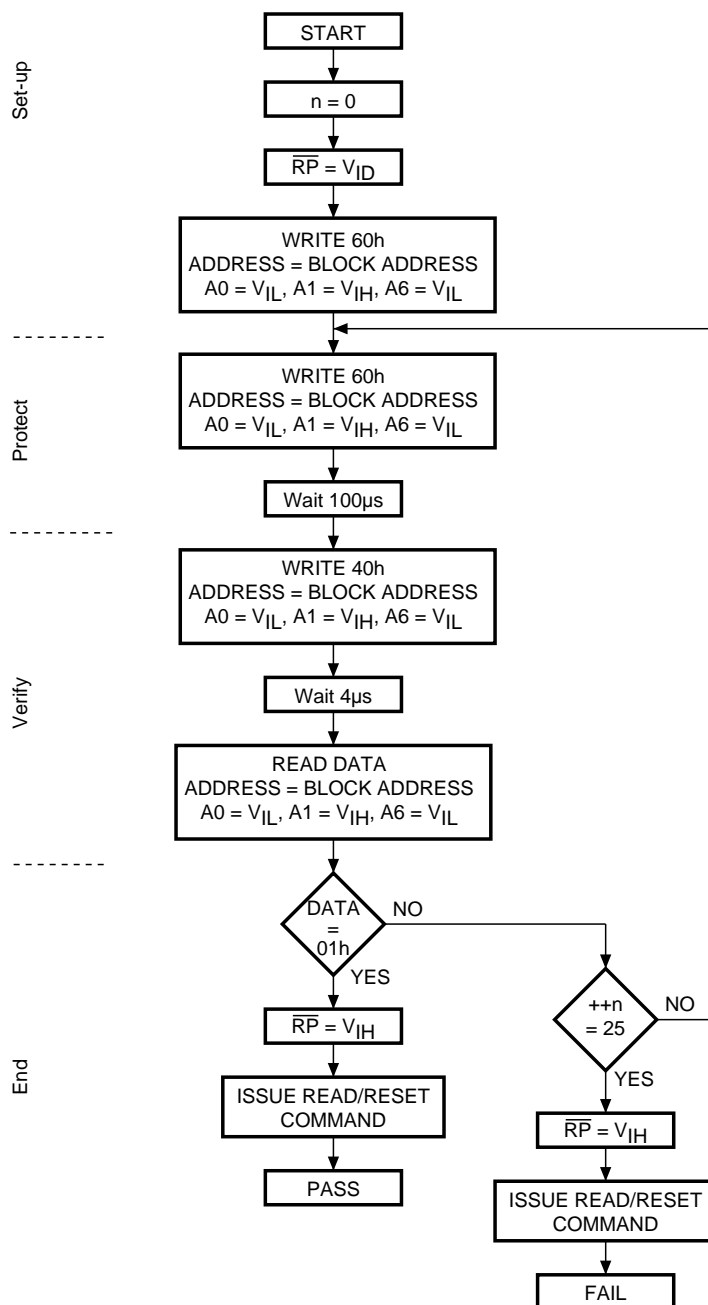 START
Set-up
n = 0
RP = VID
WRITE 60h
ADDRESS = BLOCK ADDRESS
A0 = VIL, A1 = VIH, A6 = VIL
Protect
WRITE 60h
ADDRESS = BLOCK ADDRESS
A0 = VIL, A1 = VIH, A6 = VIL
Wait 100µs
Verify
WRITE 40h
ADDRESS = BLOCK ADDRESS
A0 = VIL, A1 = VIH, A6 = VIL
Wait 4µs
READ DATA
ADDRESS = BLOCK ADDRESS
A0 = VIL, A1 = VIH, A6 = VIL
End
DATA
=
01h
NO
YES
++n
= 25
NO
YES
RP = VIH
ISSUE READ/RESET
COMMAND
PASS
RP = VIH
ISSUE READ/RESET
COMMAND
FAIL